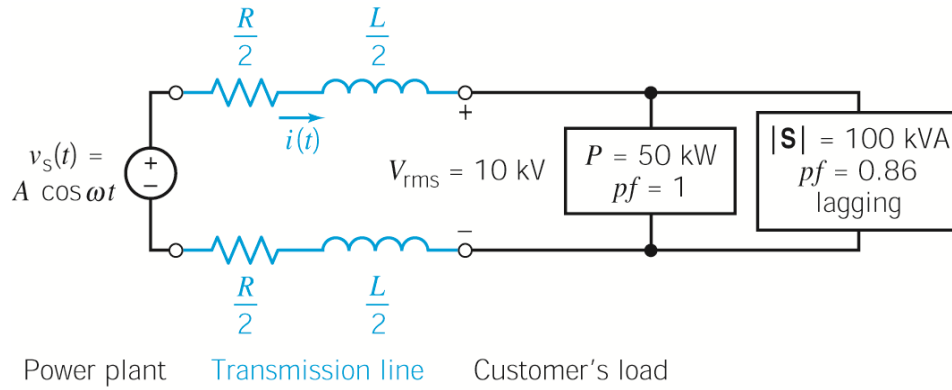 R/2
L/2
i(t)
+
v_s(t) =
A cos ωt
+
−
V_rms = 10 kV
P = 50 kW
pf = 1
|S| = 100 kVA
pf = 0.86
lagging
−
R/2
L/2
Power plant
Transmission line
Customer's load